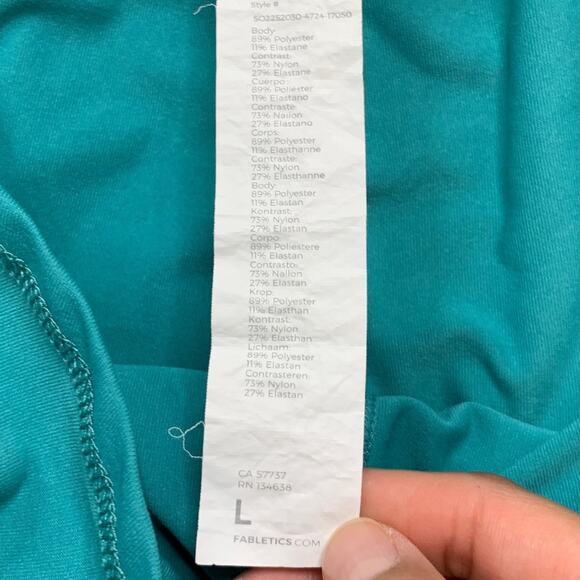 Style #
SO2252030-4724-17050
Body:
89% Polyester
11% Elastane
Contrast:
73% Nylon
27% Elastane
Cuerpo:
89% Poliester
11% Elastano
Contraste:
73% Nailon
27% Elastano
Corps:
89% Polyester
11% Elasthanne
Contraste:
73% Nylon
27% Elasthanne
Body:
89% Polyester
11% Elastan
Kontrast:
73% Nylon
27% Elastan
Corpo:
89% Poliestere
11% Elastan
Contrasto:
73% Nailon
27% Elastan
Krop:
89% Polyester
11% Elasthan
Kontrast:
73% Nylon
27% Elasthan
Lichaam:
89% Polyester
11% Elastan
Contrasteren:
73% Nylon
27% Elastan
CA 57737
RN 134638
L
FABLETICS.COM